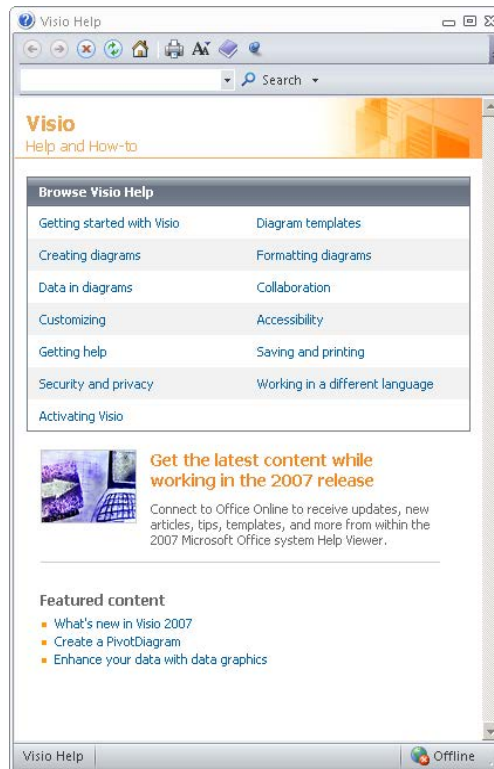 Visio Help
Search
Visio
Help and How-to
Browse Visio Help
Getting started with Visio Diagram templates
Creating diagrams Formatting diagrams
Data in diagrams Collaboration
Customizing Accessibility
Getting help Saving and printing
Security and privacy Working in a different language
Activating Visio
Get the latest content while
working in the 2007 release
Connect to Office Online to receive updates, new
articles, tips, templates, and more from within the
2007 Microsoft Office system Help Viewer.
Featured content
What's new in Visio 2007
Create a PivotDiagram
Enhance your data with data graphics
Visio Help Offline